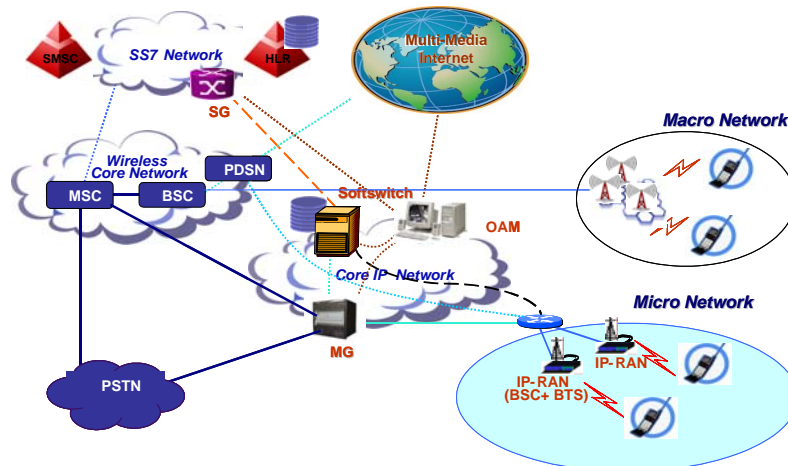 SMSC
SS7 Network
HLR
Multi-Media
Internet
SG
Macro Network
Wireless
Core Network
PDSN
MSC
BSC
Softswitch
OAM
Core IP Network
Micro Network
MG
IP-RAN
PSTN
IP-RAN
(BSC+ BTS)